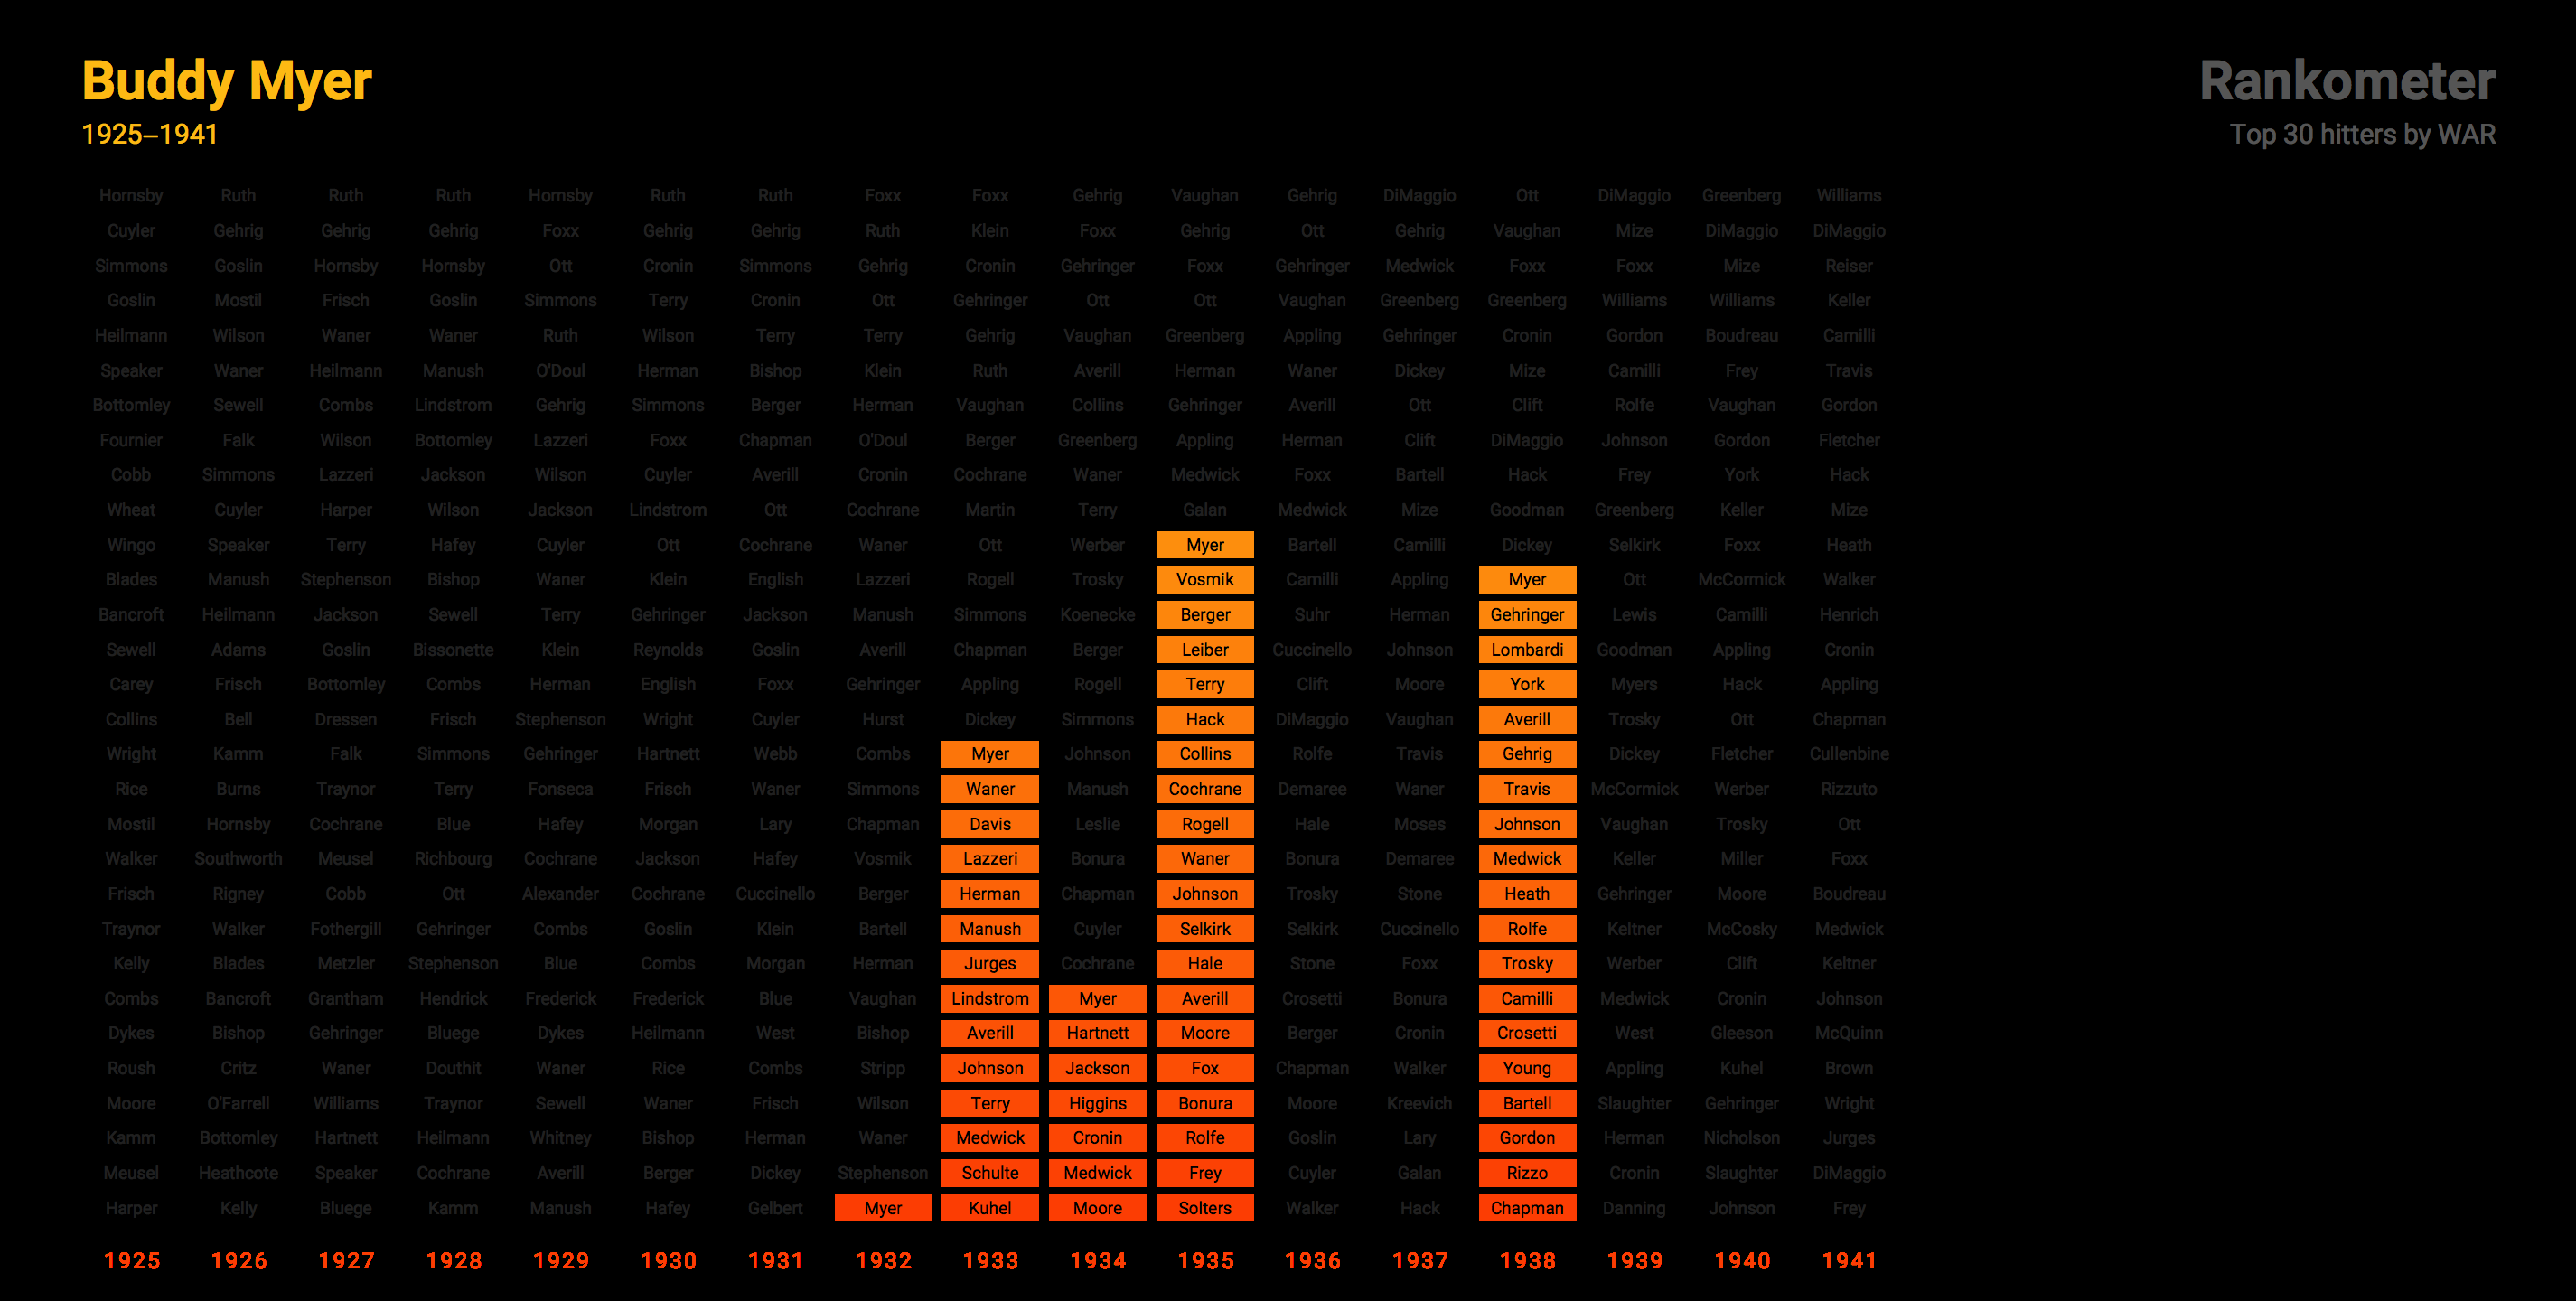 Buddy Myer
Rankometer
1925–1941
Top 30 hitters by WAR
Hornsby Ruth Ruth Ruth Hornsby Ruth Ruth Foxx Foxx Gehrig Vaughan Gehrig DiMaggio Ott DiMaggio Greenberg Williams
Cuyler Gehrig Gehrig Gehrig Foxx Gehrig Gehrig Ruth Klein Foxx Gehrig Ott Gehrig Vaughan Mize DiMaggio DiMaggio
Simmons Goslin Hornsby Hornsby Ott Cronin Simmons Gehrig Cronin Gehringer Foxx Gehringer Medwick Foxx Foxx Mize Reiser
Goslin Mostil Frisch Goslin Simmons Terry Cronin Ott Gehringer Ott Ott Vaughan Greenberg Greenberg Williams Williams Keller
Heilmann Wilson Waner Waner Ruth Wilson Terry Terry Gehrig Vaughan Greenberg Appling Gehringer Cronin Gordon Boudreau Camilli
Speaker Waner Heilmann Manush O'Doul Herman Bishop Klein Ruth Averill Herman Waner Dickey Mize Camilli Frey Travis
Bottomley Sewell Combs Lindstrom Gehrig Simmons Berger Herman Vaughan Collins Gehringer Averill Ott Clift Rolfe Vaughan Gordon
Fournier Falk Wilson Bottomley Lazzeri Foxx Chapman O'Doul Berger Greenberg Appling Herman Clift DiMaggio Johnson Gordon Fletcher
Cobb Simmons Lazzeri Jackson Wilson Cuyler Averill Cronin Cochrane Waner Medwick Foxx Bartell Hack Frey York Hack
Wheat Cuyler Harper Wilson Jackson Lindstrom Ott Cochrane Martin Terry Galan Medwick Mize Goodman Greenberg Keller Mize
Wingo Speaker Terry Hafey Cuyler Ott Cochrane Waner Ott Werber Myer Bartell Camilli Dickey Selkirk Foxx Heath
Blades Manush Stephenson Bishop Waner Klein English Lazzeri Rogell Trosky Vosmik Camilli Appling Myer Ott McCormick Walker
Bancroft Heilmann Jackson Sewell Terry Gehringer Jackson Manush Simmons Koenecke Berger Suhr Herman Gehringer Lewis Camilli Henrich
Sewell Adams Goslin Bissonette Klein Reynolds Goslin Averill Chapman Berger Leiber Cuccinello Johnson Lombardi Goodman Appling Cronin
Carey Frisch Bottomley Combs Herman English Foxx Gehringer Appling Rogell Terry Clift Moore York Myers Hack Appling
Collins Bell Dressen Frisch Stephenson Wright Cuyler Hurst Dickey Simmons Hack DiMaggio Vaughan Averill Trosky Ott Chapman
Wright Kamm Falk Simmons Gehringer Hartnett Webb Combs Myer Johnson Collins Rolfe Travis Gehrig Dickey Fletcher Cullenbine
Rice Burns Traynor Terry Fonseca Frisch Waner Simmons Waner Manush Cochrane Demaree Waner Travis McCormick Werber Rizzuto
Mostil Hornsby Cochrane Blue Hafey Morgan Lary Chapman Davis Leslie Rogell Hale Moses Johnson Vaughan Trosky Ott
Walker Southworth Meusel Richbourg Cochrane Jackson Hafey Vosmik Lazzeri Bonura Waner Bonura Demaree Medwick Keller Miller Foxx
Frisch Rigney Cobb Ott Alexander Cochrane Cuccinello Berger Herman Chapman Johnson Trosky Stone Heath Gehringer Moore Boudreau
Traynor Walker Fothergill Gehringer Combs Goslin Klein Bartell Manush Cuyler Selkirk Selkirk Cuccinello Rolfe Keltner McCosky Medwick
Kelly Blades Metzler Stephenson Blue Combs Morgan Herman Jurges Cochrane Hale Stone Foxx Trosky Werber Clift Keltner
Combs Bancroft Grantham Hendrick Frederick Frederick Blue Vaughan Lindstrom Myer Averill Crosetti Bonura Camilli Medwick Cronin Johnson
Dykes Bishop Gehringer Bluege Dykes Heilmann West Bishop Averill Hartnett Moore Berger Cronin Crosetti West Gleeson McQuinn
Roush Critz Waner Douthit Waner Rice Combs Stripp Johnson Jackson Fox Chapman Walker Young Appling Kuhel Brown
Moore O'Farrell Williams Traynor Sewell Waner Frisch Wilson Terry Higgins Bonura Moore Kreevich Bartell Slaughter Gehringer Wright
Kamm Bottomley Hartnett Heilmann Whitney Bishop Herman Waner Medwick Cronin Rolfe Goslin Lary Gordon Herman Nicholson Jurges
Meusel Heathcote Speaker Cochrane Averill Berger Dickey Stephenson Schulte Medwick Frey Cuyler Galan Rizzo Cronin Slaughter DiMaggio
Harper Kelly Bluege Kamm Manush Hafey Gelbert Myer Kuhel Moore Solters Walker Hack Chapman Danning Johnson Frey
1925 1926 1927 1928 1929 1930 1931 1932 1933 1934 1935 1936 1937 1938 1939 1940 1941